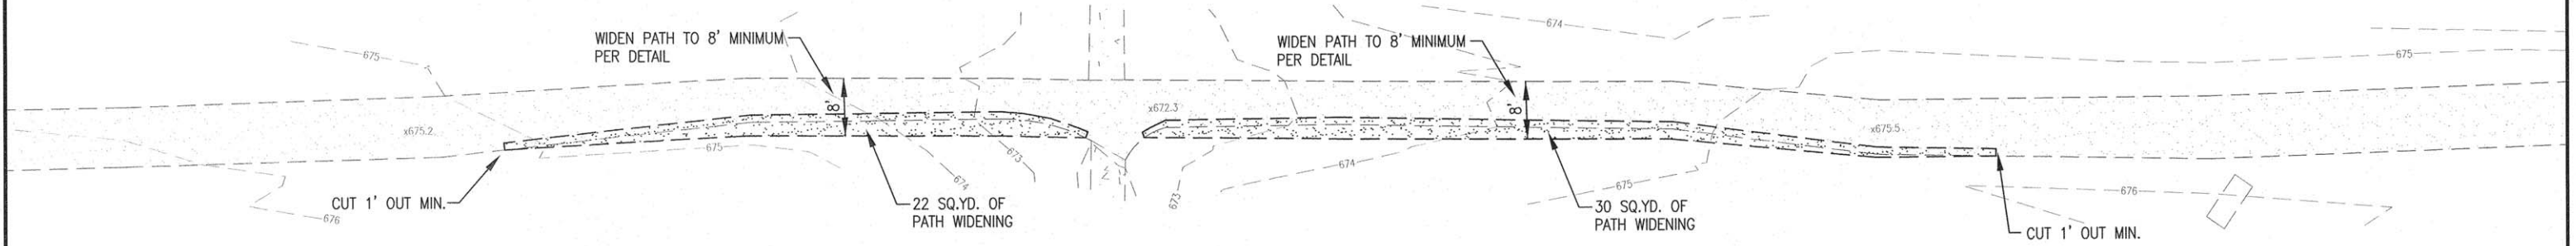 674
WIDEN PATH TO 8' MINIMUM
PER DETAIL
WIDEN PATH TO 8' MINIMUM
PER DETAIL
675
675
8'
x672.3
8'
x675.2
x675.5
675
673
674
674
673
675
676
676
CUT 1' OUT MIN.
22 SQ.YD. OF
PATH WIDENING
30 SQ.YD. OF
PATH WIDENING
CUT 1' OUT MIN.